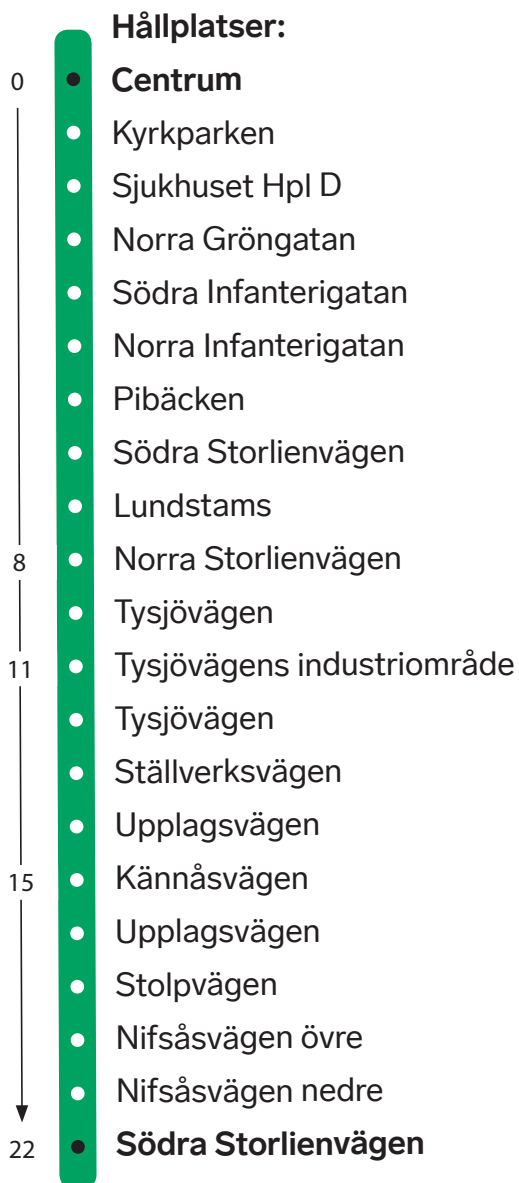 Hållplatser:
0 Centrum
Kyrkparken
Sjukhuset Hpl D
Norra Gröngatan
Södra Infanterigatan
Norra Infanterigatan
Pibäcken
Södra Storlienvägen
Lundstams
8 Norra Storlienvägen
Tysjövägen
11 Tysjövägens industriområde
Tysjövägen
Ställverksvägen
Upplagsvägen
15 Kännåsvägen
Upplagsvägen
Stolpvägen
Nifsåsvägen övre
Nifsåsvägen nedre
22 Södra Storlienvägen